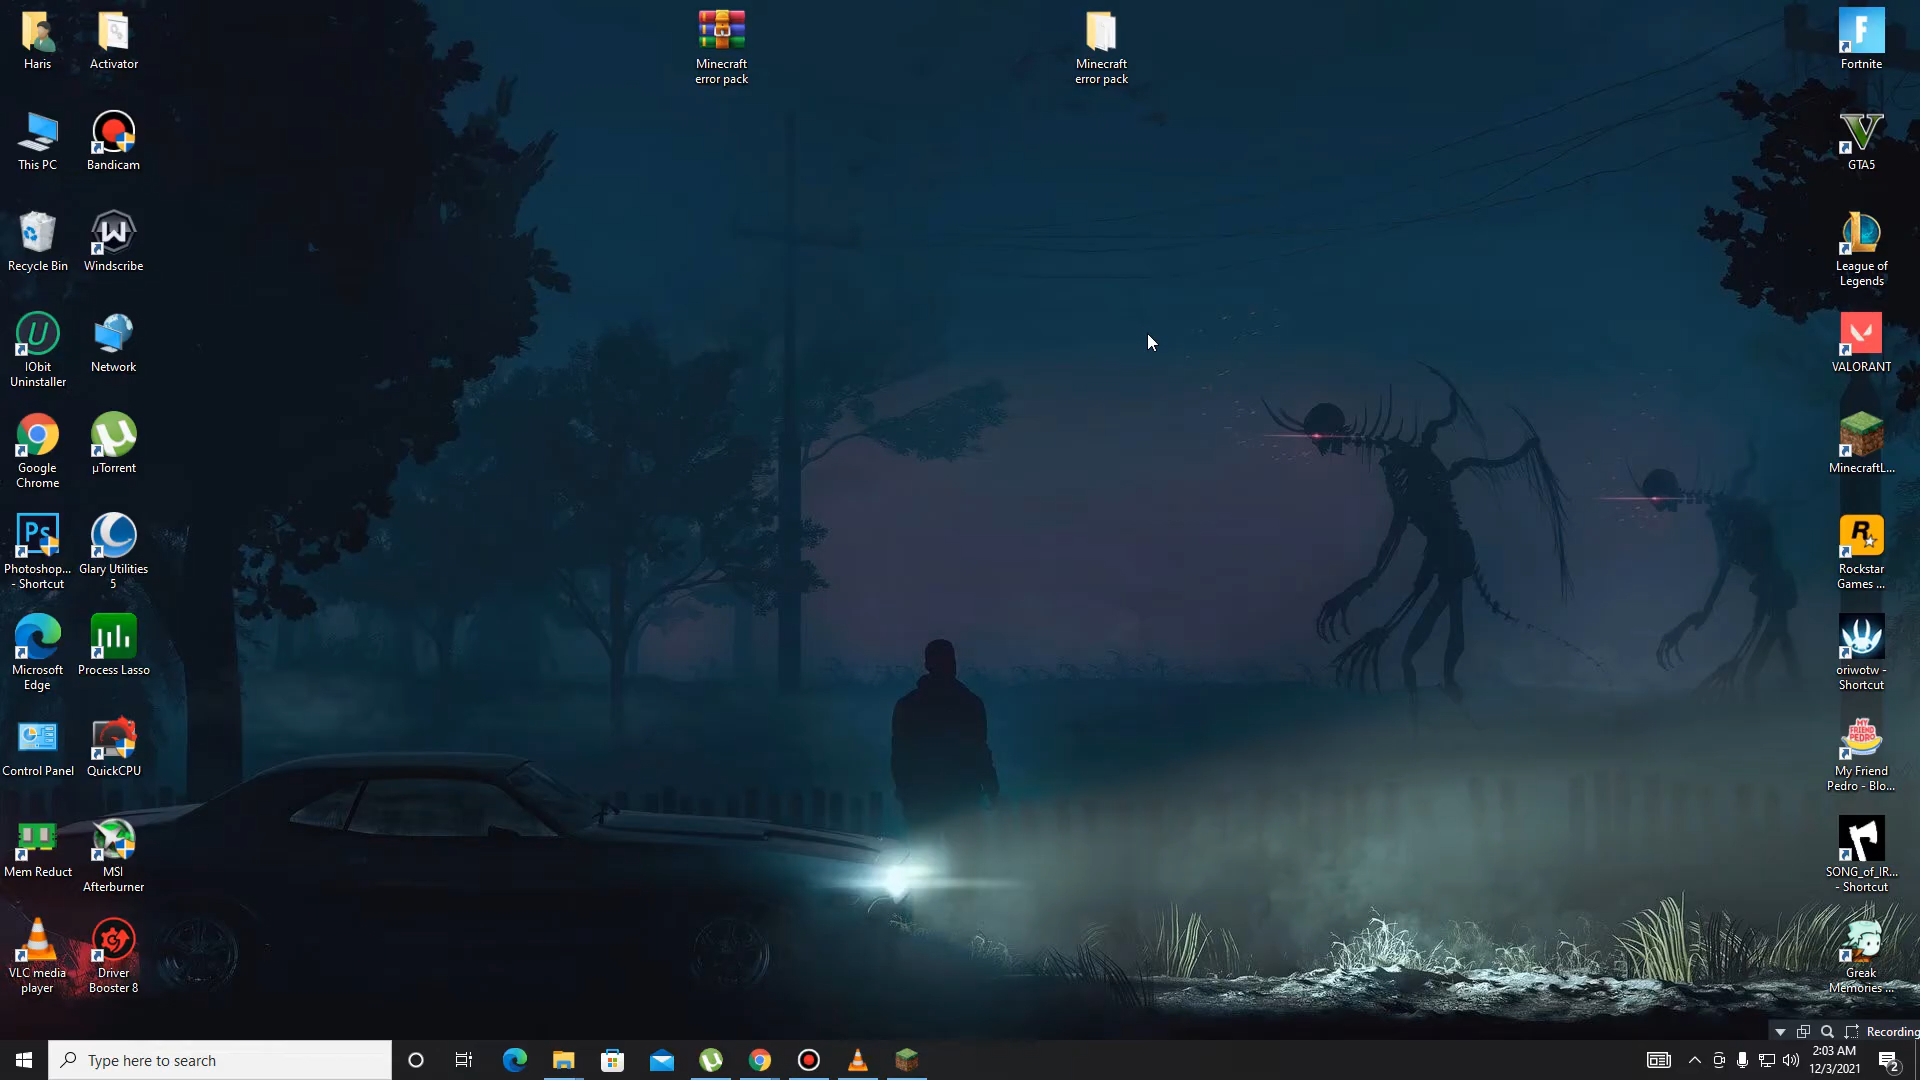 Haris
Activator
Minecraft
error pack
Minecraft
error pack
Fortnite
This PC
Bandicam
GTA5
Recycle Bin
Windscribe
League of
Legends
IObit
Uninstaller
Network
VALORANT
Google
Chrome
µTorrent
MinecraftL...
Photoshop...
- Shortcut
Glary Utilities
5
Rockstar
Games ...
Microsoft
Edge
Process Lasso
oriwotw -
Shortcut
Control Panel
QuickCPU
My Friend
Pedro - Blo...
Mem Reduct
MSI
Afterburner
SONG_of_IR...
- Shortcut
VLC media
player
Driver
Booster 8
Greak
Memories ...
Recording
Type here to search
2:03 AM
12/3/2021
2